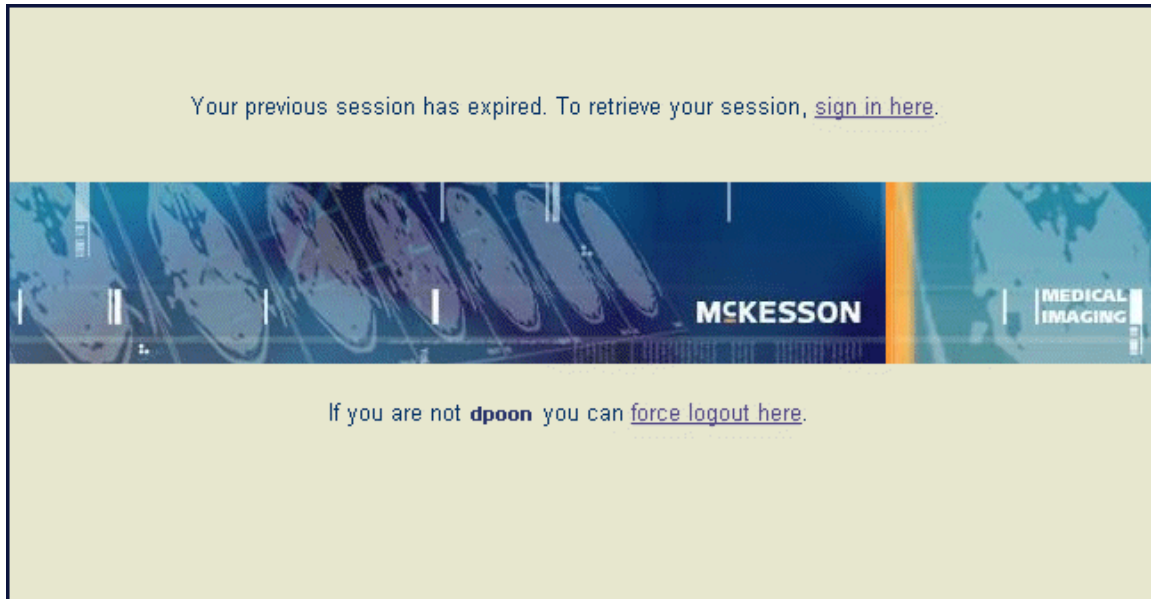 Your previous session has expired. To retrieve your session, sign in here.
McKESSON
MEDICAL
IMAGING
If you are not dpoon you can force logout here.